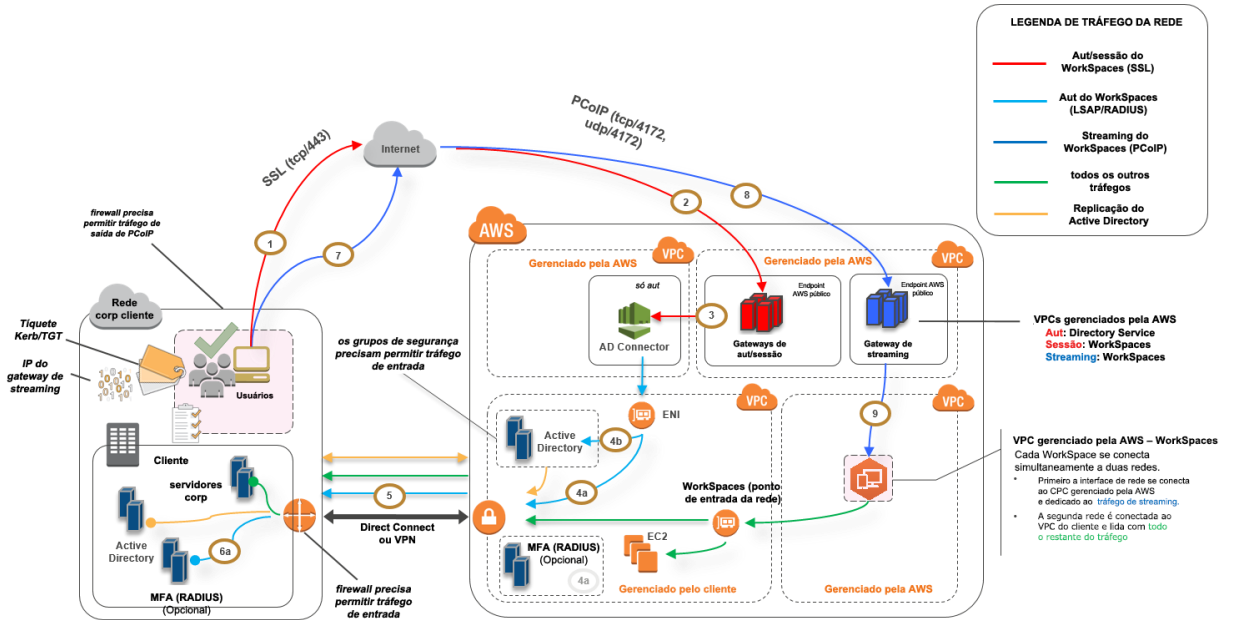 LEGENDA DE TRÁFEGO DA REDE
Aut/sessão do
WorkSpaces (SSL)
Aut do WorkSpaces
(LSAP/RADIUS)
Streaming do
WorkSpaces (PCoIP)
todos os outros
tráfegos
Replicação do
Active Directory
PCoIP (tcp/4172,
udp/4172)
Internet
SSL (tcp/443)
firewall precisa
permitir tráfego de
saída de PCoIP
1
7
2
8
AWS
VPC
VPC
Gerenciado pela AWS
Gerenciado pela AWS
só aut
AD Connector
3
Endpoint
AWS público
Gateways de
aut/sessão
Endpoint AWS
público
Gateway de
streaming
VPCs gerenciados pela AWS
Aut: Directory Service
Sessão: WorkSpaces
Streaming: WorkSpaces
Rede
corp cliente
Tíquete
Kerb/TGT
IP do
gateway de
streaming
Usuários
os grupos de segurança
precisam permitir tráfego
de entrada
VPC
VPC
ENI
9
Active
Directory
4b
4a
VPC gerenciado pela AWS – WorkSpaces
Cada WorkSpace se conecta
simultaneamente a duas redes.
• Primeiro a interface de rede se conecta
ao CPC gerenciado pela AWS
e dedicado ao tráfego de streaming.
• A segunda rede é conectada ao
VPC do cliente e lida com todo
o restante do tráfego
Cliente
servidores
corp
Active
Directory
6a
MFA (RADIUS)
(Opcional)
5
Direct Connect
ou VPN
firewall precisa
permitir tráfego
de entrada
WorkSpaces (ponto
de entrada da rede)
EC2
MFA (RADIUS)
(Opcional)
4a
Gerenciado pelo cliente
Gerenciado pela AWS